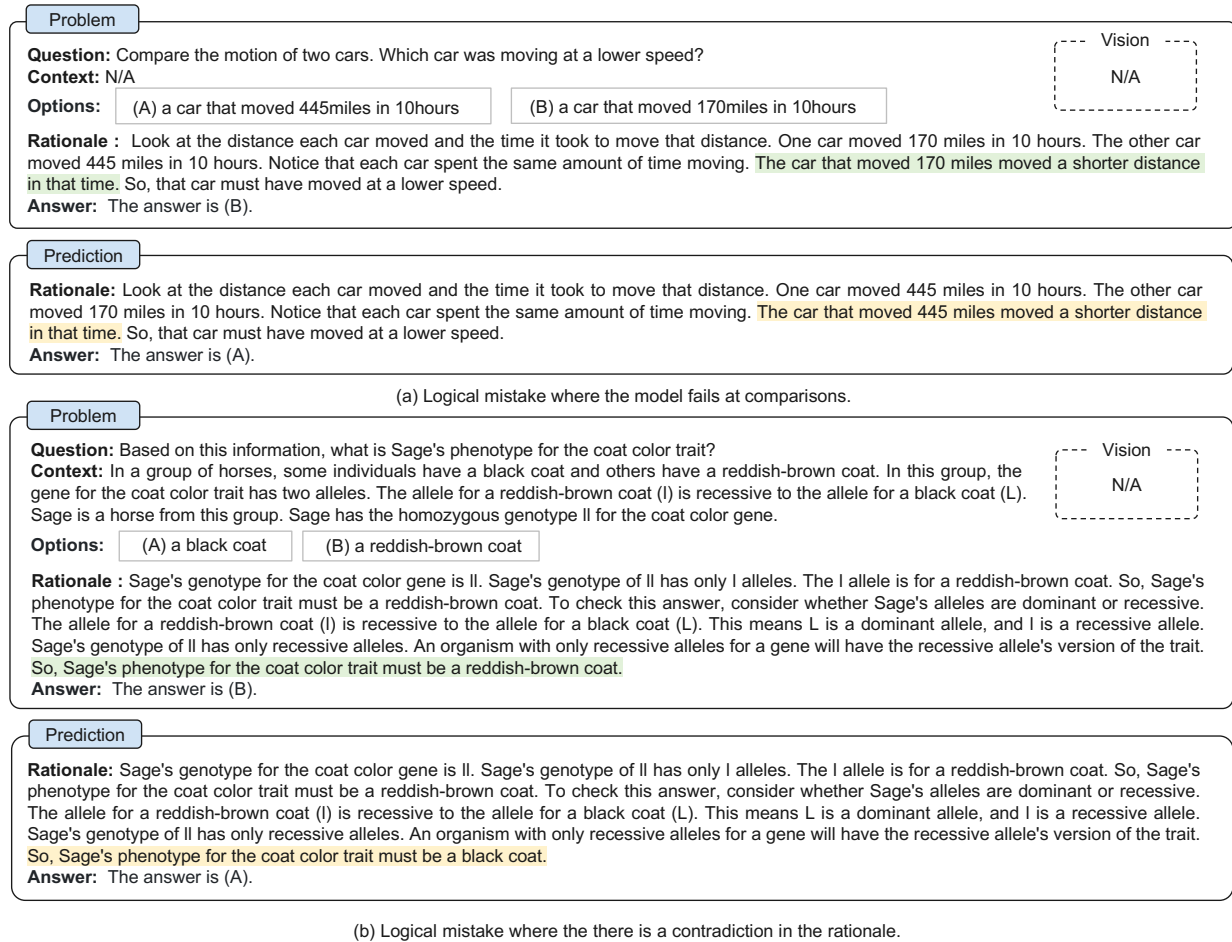 Problem
Question: Compare the motion of two cars. Which car was moving at a lower speed?
Context: N/A
Vision
N/A
Options: (A) a car that moved 445miles in 10hours (B) a car that moved 170miles in 10hours
Rationale : Look at the distance each car moved and the time it took to move that distance. One car moved 170 miles in 10 hours. The other car
moved 445 miles in 10 hours. Notice that each car spent the same amount of time moving. The car that moved 170 miles moved a shorter distance
in that time. So, that car must have moved at a lower speed.
Answer: The answer is (B).
Prediction
Rationale: Look at the distance each car moved and the time it took to move that distance. One car moved 445 miles in 10 hours. The other car
moved 170 miles in 10 hours. Notice that each car spent the same amount of time moving. The car that moved 445 miles moved a shorter distance
in that time. So, that car must have moved at a lower speed.
Answer: The answer is (A).
(a) Logical mistake where the model fails at comparisons.
Problem
Question: Based on this information, what is Sage's phenotype for the coat color trait?
Context: In a group of horses, some individuals have a black coat and others have a reddish-brown coat. In this group, the
gene for the coat color trait has two alleles. The allele for a reddish-brown coat (l) is recessive to the allele for a black coat (L).
Sage is a horse from this group. Sage has the homozygous genotype ll for the coat color gene.
Vision
N/A
Options: (A) a black coat (B) a reddish-brown coat
Rationale : Sage's genotype for the coat color gene is ll. Sage's genotype of ll has only l alleles. The l allele is for a reddish-brown coat. So, Sage's
phenotype for the coat color trait must be a reddish-brown coat. To check this answer, consider whether Sage's alleles are dominant or recessive.
The allele for a reddish-brown coat (l) is recessive to the allele for a black coat (L). This means L is a dominant allele, and l is a recessive allele.
Sage's genotype of ll has only recessive alleles. An organism with only recessive alleles for a gene will have the recessive allele's version of the trait.
So, Sage's phenotype for the coat color trait must be a reddish-brown coat.
Answer: The answer is (B).
Prediction
Rationale: Sage's genotype for the coat color gene is ll. Sage's genotype of ll has only l alleles. The l allele is for a reddish-brown coat. So, Sage's
phenotype for the coat color trait must be a reddish-brown coat. To check this answer, consider whether Sage's alleles are dominant or recessive.
The allele for a reddish-brown coat (l) is recessive to the allele for a black coat (L). This means L is a dominant allele, and l is a recessive allele.
Sage's genotype of ll has only recessive alleles. An organism with only recessive alleles for a gene will have the recessive allele's version of the trait.
So, Sage's phenotype for the coat color trait must be a black coat.
Answer: The answer is (A).
(b) Logical mistake where the there is a contradiction in the rationale.